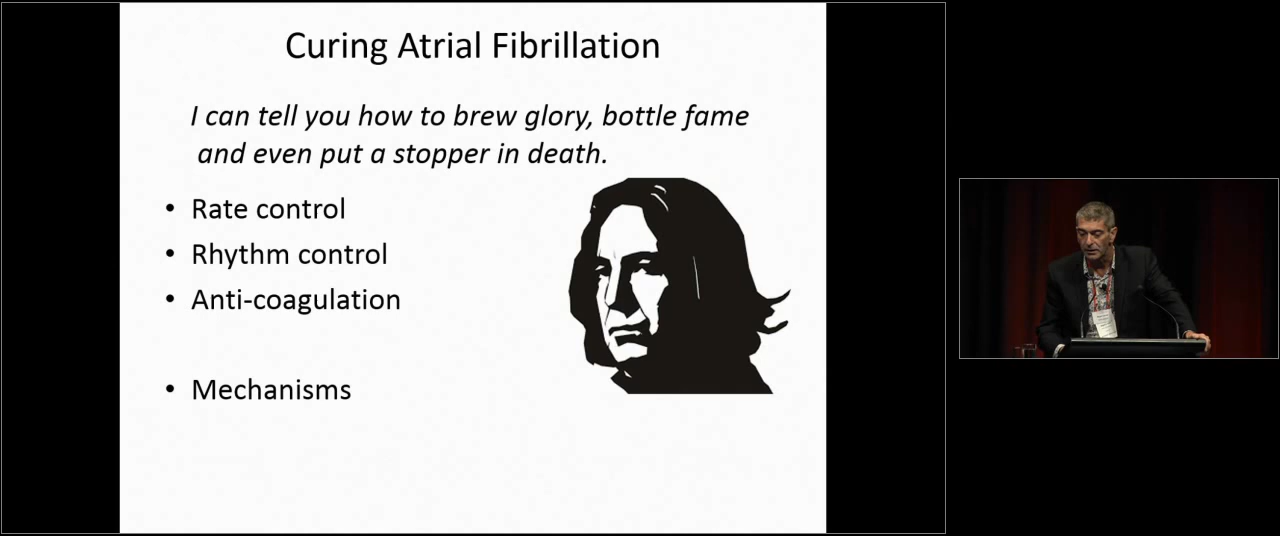 Curing Atrial Fibrillation
I can tell you how to brew glory, bottle fame
and even put a stopper in death.
• Rate control
• Rhythm control
• Anti-coagulation
• Mechanisms